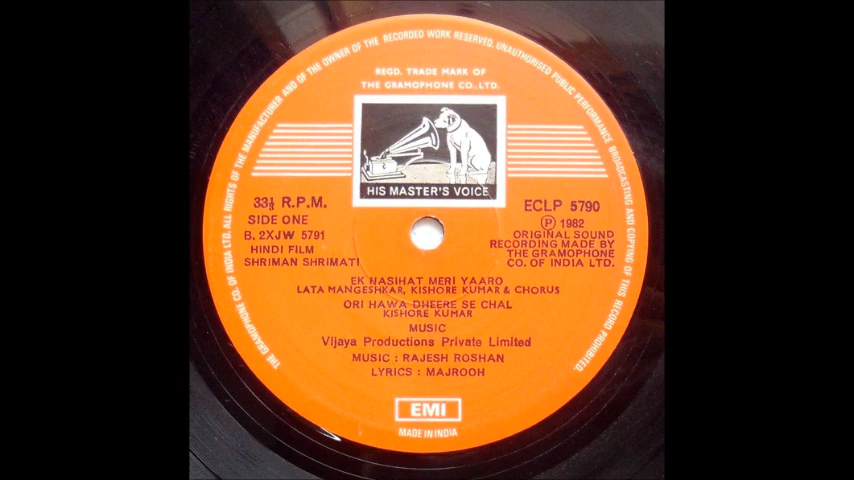 THE GRAMOPHONE CO. OF INDIA LTD. ALL RIGHTS OF THE MANUFACTURER AND OF THE OWNER OF THE RECORDED WORK RESERVED. UNAUTHORISED PUBLIC PERFORMANCE BROADCASTING AND COPYING OF THIS RECORD PROHIBITED.
REGD. TRADE MARK OF
THE GRAMOPHONE CO. LTD.
HIS MASTER'S VOICE
33⅓ R.P.M.
SIDE ONE
B. 2XJW 5791
HINDI FILM
SHRIMAN SHRIMATI
ECLP 5790
Ⓟ 1982
ORIGINAL SOUND
RECORDING MADE BY
THE GRAMOPHONE
CO. OF INDIA LTD.
EK NASIHAT MERI YAARO
LATA MANGESHKAR, KISHORE KUMAR & CHORUS
ORI HAWA DHEERE SE CHAL
KISHORE KUMAR
MUSIC
Vijaya Productions Private Limited
MUSIC : RAJESH ROSHAN
LYRICS : MAJROOH
EMI
MADE IN INDIA